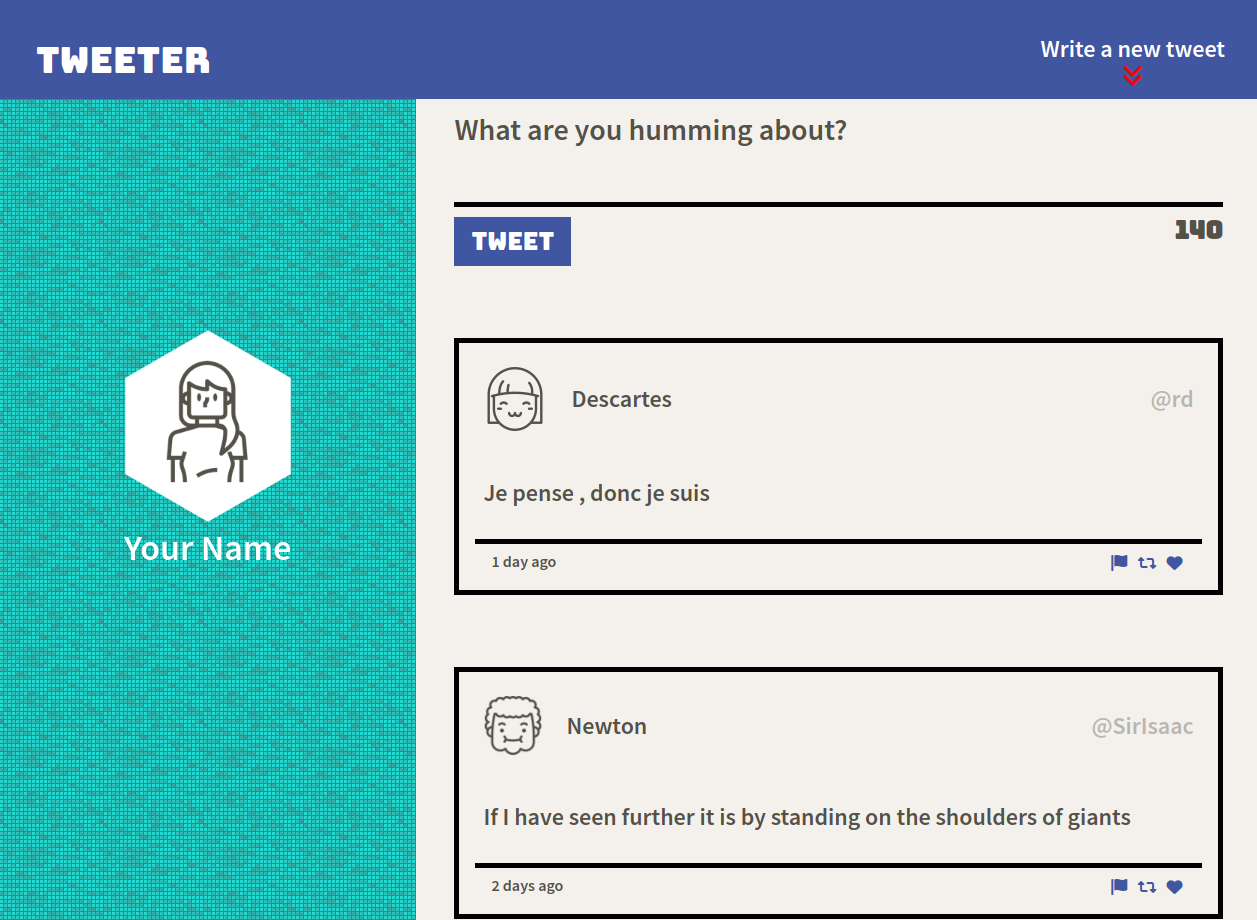 TWEETER
Write a new tweet
What are you humming about?
TWEET
140
Your Name
Descartes
@rd
Je pense , donc je suis
1 day ago
Newton
@SirIsaac
If I have seen further it is by standing on the shoulders of giants
2 days ago